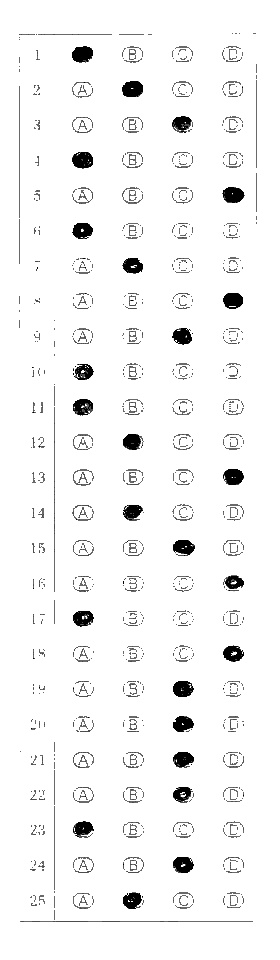 1 B C D
2 A C D
3 A B D
4 B C D
5 A B C
6 B C D
7 A C D
8 A B C
9 A B D
10 B C D
11 B C D
12 A C D
13 A B C
14 A C D
15 A B D
16 A B C
17 B C D
18 A B C
19 A B D
20 A B D
21 A B D
22 A B D
23 B C D
24 A B D
25 A C D